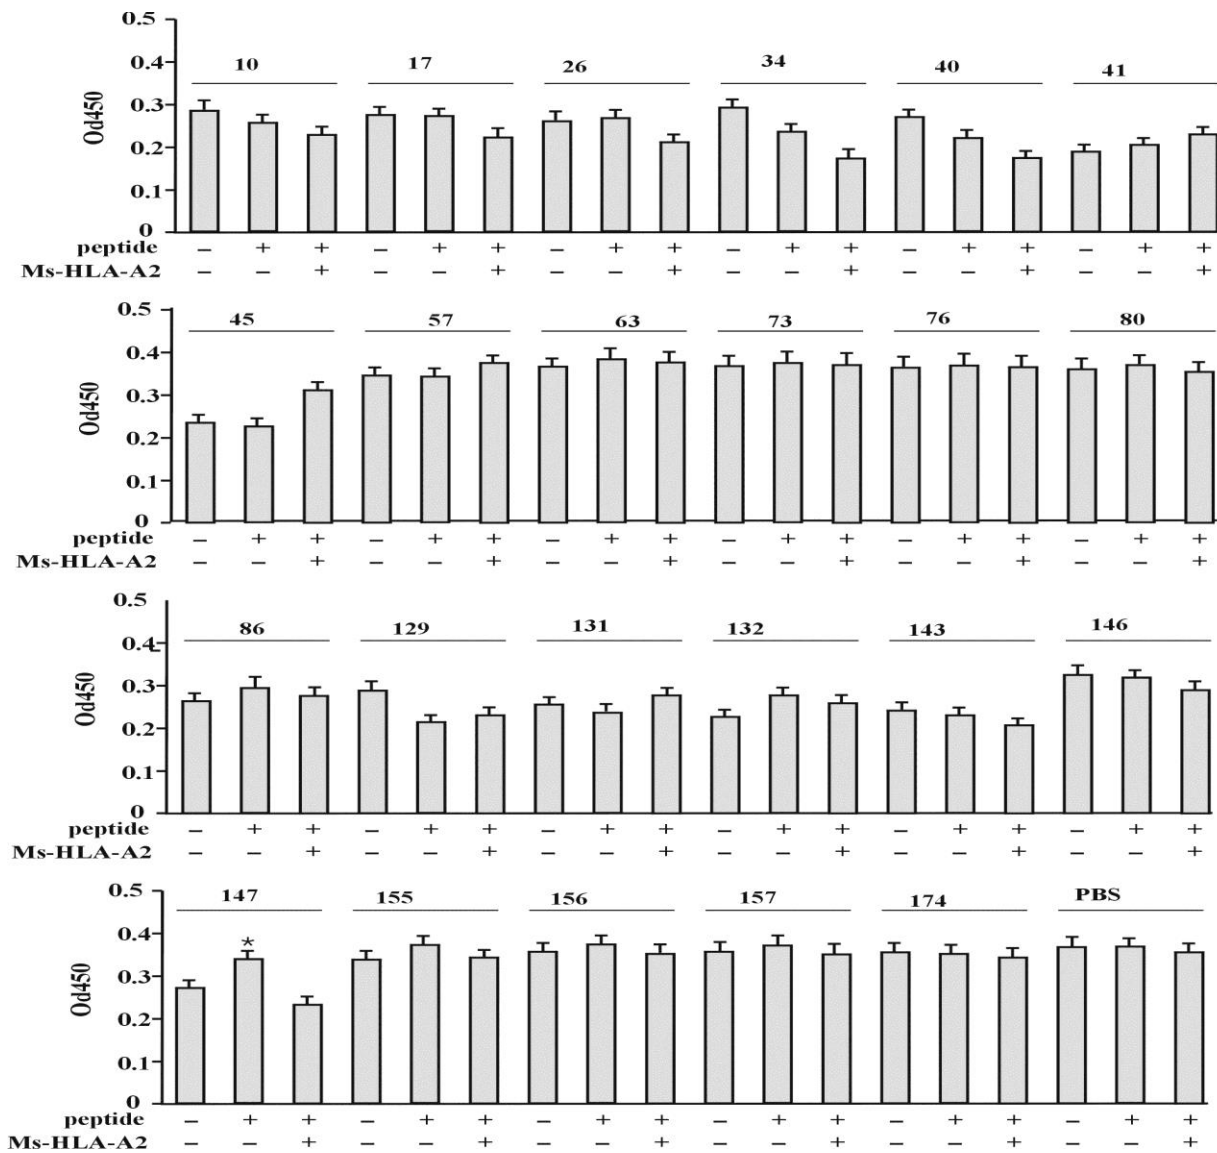 0.5
0.4
0.3
0.2
0.1
0
Od450
10 17 26 34 40 41
peptide − + + − + + − + + − + + − + + − + +
Ms-HLA-A2 − − + − − + − − + − − + − − + − − +
0.5
0.4
0.3
0.2
0.1
0
Od450
45 57 63 73 76 80
peptide − + + − + + − + + − + + − + + − + +
Ms-HLA-A2 − − + − − + − − + − − + − − + − − +
0.5
0.4
0.3
0.2
0.1
0
Od450
86 129 131 132 143 146
peptide − + + − + + − + + − + + − + + − + +
Ms-HLA-A2 − − + − − + − − + − − + − − + − − +
0.5
0.4
0.3
0.2
0.1
0
Od450
147 155 156 157 174 PBS
*
peptide − + + − + + − + + − + + − + + − + +
Ms-HLA-A2 − − + − − + − − + − − + − − + − − +